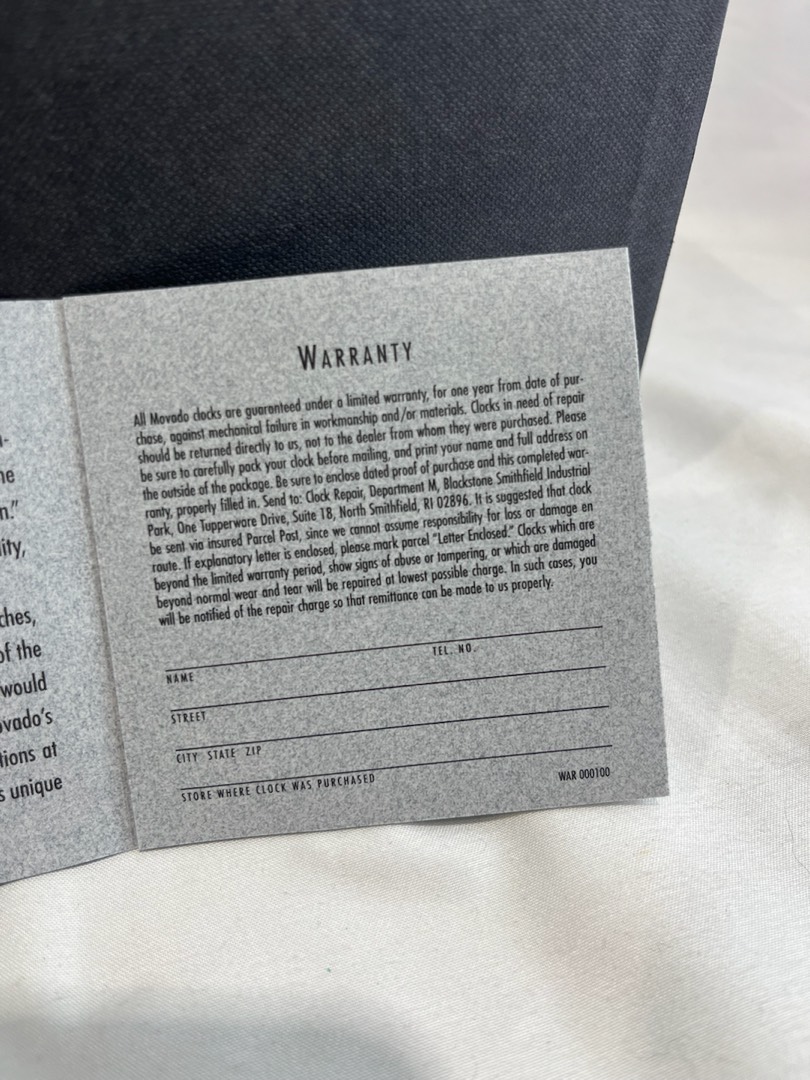 ne
n."
ity,
ches,
of the
would
ovado's
tions at
s unique
WARRANTY
All Movado clocks are guaranteed under a limited warranty, for one year from date of pur-
chase, against mechanical failure in workmanship and/or materials. Clocks in need of repair
should be returned directly to us, not to the dealer from whom they were purchased. Please
be sure to carefully pack your clock before mailing, and print your name and full address on
the outside of the package. Be sure to enclose dated proof of purchase and this completed war-
ranty, properly filled in. Send to: Clock Repair, Department M, Blackstone Smithfield Industrial
Park, One Tupperware Drive, Suite 18, North Smithfield, RI 02896. It is suggested that clock
be sent via insured Parcel Post, since we cannot assume responsibility for loss or damage en
route. If explanatory letter is enclosed, please mark parcel "Letter Enclosed." Clocks which are
beyond the limited warranty period, show signs of abuse or tampering, or which are damaged
beyond normal wear and tear will be repaired at lowest possible charge. In such cases, you
will be notified of the repair charge so that remittance can be made to us properly.
NAME TEL. NO.
STREET
CITY STATE ZIP
STORE WHERE CLOCK WAS PURCHASED WAR 000100